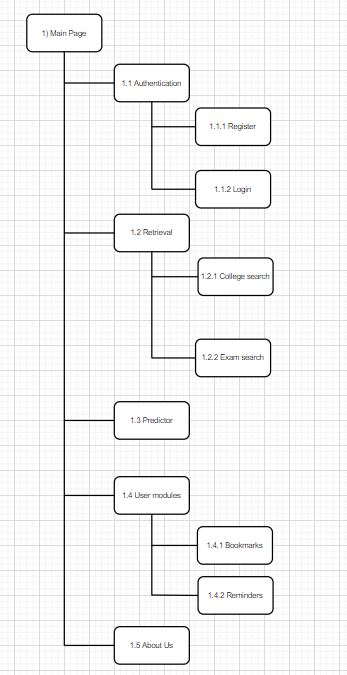 1) Main Page
1.1 Authentication
1.1.1 Register
1.1.2 Login
1.2 Retrieval
1.2.1 College search
1.2.2 Exam search
1.3 Predictor
1.4 User modules
1.4.1 Bookmarks
1.4.2 Reminders
1.5 About Us